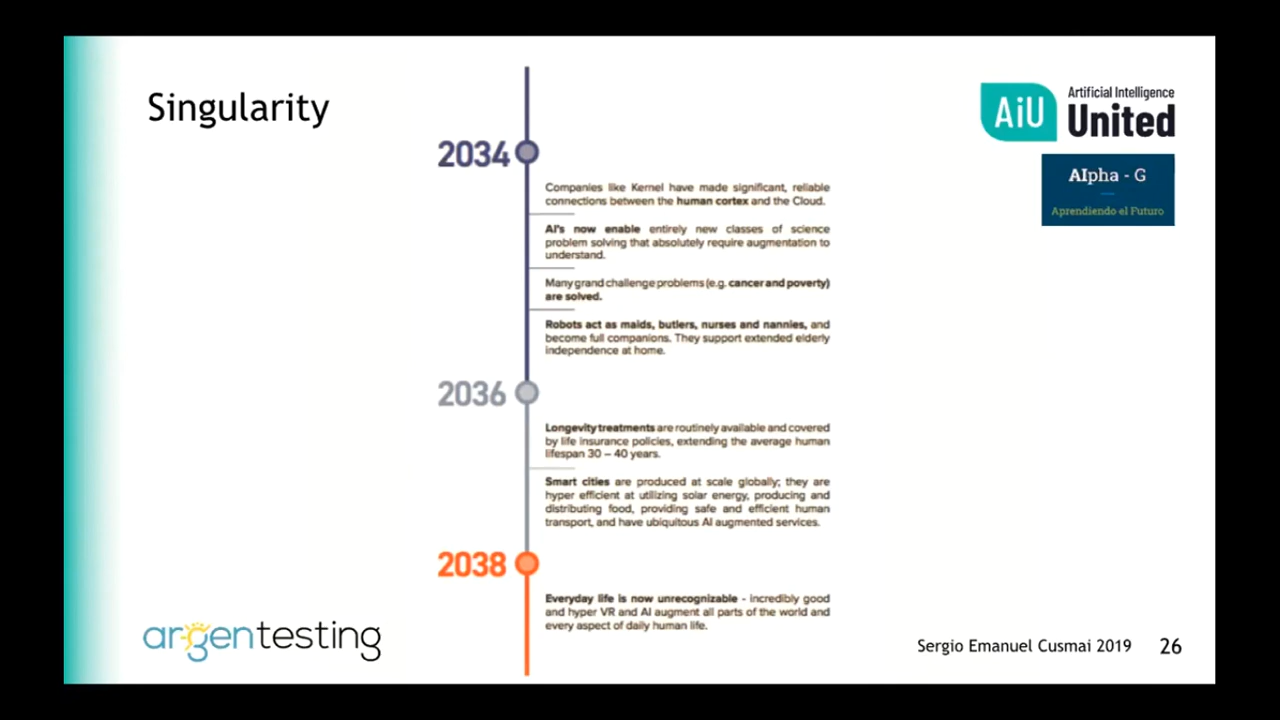 Singularity
AiU
Artificial Intelligence
United
AIpha - G
Aprendiendo el Futuro
2034
Companies like Kernel have made significant, reliable
connections between the human cortex and the Cloud.
AI's now enable entirely new classes of science
problem solving that absolutely require augmentation to
understand.
Many grand challenge problems (e.g. cancer and poverty)
are solved.
Robots act as maids, butlers, nurses and nannies, and
become full companions. They support extended elderly
independence at home.
2036
Longevity treatments are routinely available and covered
by life insurance policies, extending the average human
lifespan 30 – 40 years.
Smart cities are produced at scale globally; they are
hyper efficient at utilizing solar energy, producing and
distributing food, providing safe and efficient human
transport, and have ubiquitous AI augmented services.
2038
Everyday life is now unrecognizable - incredibly good
and hyper VR and AI augment all parts of the world and
every aspect of daily human life.
argentesting
Sergio Emanuel Cusmai 2019
26